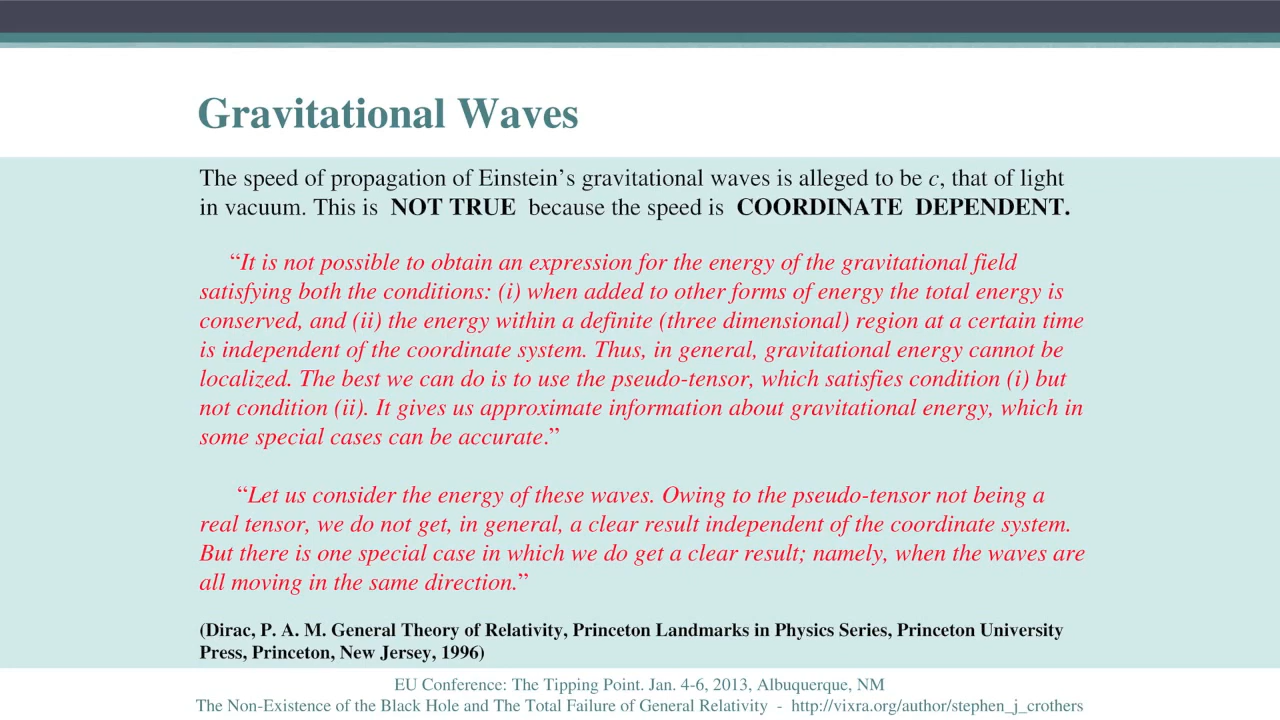 Gravitational Waves
The speed of propagation of Einstein’s gravitational waves is alleged to be c, that of light
in vacuum. This is NOT TRUE because the speed is COORDINATE DEPENDENT.
“It is not possible to obtain an expression for the energy of the gravitational field
satisfying both the conditions: (i) when added to other forms of energy the total energy is
conserved, and (ii) the energy within a definite (three dimensional) region at a certain time
is independent of the coordinate system. Thus, in general, gravitational energy cannot be
localized. The best we can do is to use the pseudo-tensor, which satisfies condition (i) but
not condition (ii). It gives us approximate information about gravitational energy, which in
some special cases can be accurate.”
“Let us consider the energy of these waves. Owing to the pseudo-tensor not being a
real tensor, we do not get, in general, a clear result independent of the coordinate system.
But there is one special case in which we do get a clear result; namely, when the waves are
all moving in the same direction.”
(Dirac, P. A. M. General Theory of Relativity, Princeton Landmarks in Physics Series, Princeton University
Press, Princeton, New Jersey, 1996)
EU Conference: The Tipping Point. Jan. 4-6, 2013, Albuquerque, NM
The Non-Existence of the Black Hole and The Total Failure of General Relativity - http://vixra.org/author/stephen_j_crothers